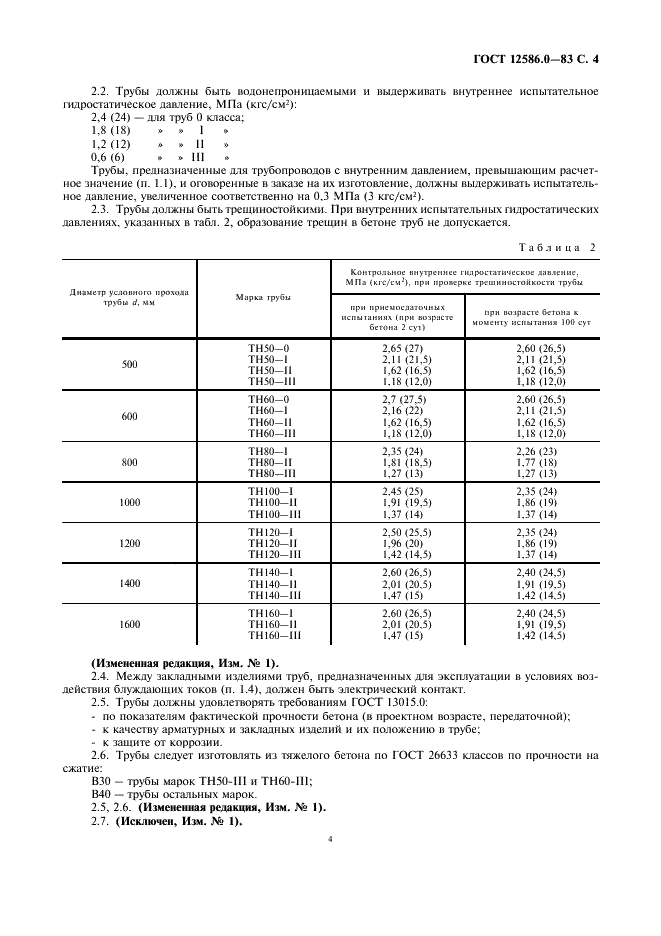 ГОСТ 12586.0—83 С. 4
2.2. Трубы должны быть водонепроницаемыми и выдерживать внутреннее испытательное
гидростатическое давление, МПа (кгс/см²):
2,4 (24) — для труб 0 класса;
1,8 (18) » » I »
1,2 (12) » » II »
0,6 (6) » » III »
Трубы, предназначенные для трубопроводов с внутренним давлением, превышающим расчет-
ное значение (п. 1.1), и оговоренные в заказе на их изготовление, должны выдерживать испытатель-
ное давление, увеличенное соответственно на 0,3 МПа (3 кгс/см²).
2.3. Трубы должны быть трещиностойкими. При внутренних испытательных гидростатических
давлениях, указанных в табл. 2, образование трещин в бетоне труб не допускается.
Таблица 2
Диаметр условного прохода
трубы d, мм
Марка трубы
Контрольное внутреннее гидростатическое давление,
МПа (кгс/см²), при проверке трещиностойкости трубы
при приемосдаточных
испытаниях (при возрасте
бетона 2 сут)
при возрасте бетона к
моменту испытания 100 сут
500
ТН50—0 2,65 (27) 2,60 (26,5)
ТН50—I 2,11 (21,5) 2,11 (21,5)
ТН50—II 1,62 (16,5) 1,62 (16,5)
ТН50—III 1,18 (12,0) 1,18 (12,0)
600
ТН60—0 2,7 (27,5) 2,60 (26,5)
ТН60—I 2,16 (22) 2,11 (21,5)
ТН60—II 1,62 (16,5) 1,62 (16,5)
ТН60—III 1,18 (12,0) 1,18 (12,0)
800
ТН80—I 2,35 (24) 2,26 (23)
ТН80—II 1,81 (18,5) 1,77 (18)
ТН80—III 1,27 (13) 1,27 (13)
1000
ТН100—I 2,45 (25) 2,35 (24)
ТН100—II 1,91 (19,5) 1,86 (19)
ТН100—III 1,37 (14) 1,37 (14)
1200
ТН120—I 2,50 (25,5) 2,35 (24)
ТН120—II 1,96 (20) 1,86 (19)
ТН120—III 1,42 (14,5) 1,37 (14)
1400
ТН140—I 2,60 (26,5) 2,40 (24,5)
ТН140—II 2,01 (20,5) 1,91 (19,5)
ТН140—III 1,47 (15) 1,42 (14,5)
1600
ТН160—I 2,60 (26,5) 2,40 (24,5)
ТН160—II 2,01 (20,5) 1,91 (19,5)
ТН160—III 1,47 (15) 1,42 (14,5)
(Измененная редакция, Изм. № 1).
2.4. Между закладными изделиями труб, предназначенных для эксплуатации в условиях воз-
действия блуждающих токов (п. 1.4), должен быть электрический контакт.
2.5. Трубы должны удовлетворять требованиям ГОСТ 13015.0:
- по показателям фактической прочности бетона (в проектном возрасте, передаточной);
- к качеству арматурных и закладных изделий и их положению в трубе;
- к защите от коррозии.
2.6. Трубы следует изготовлять из тяжелого бетона по ГОСТ 26633 классов по прочности на
сжатие:
В30 — трубы марок ТН50-III и ТН60-III;
В40 — трубы остальных марок.
2.5, 2.6. (Измененная редакция, Изм. № 1).
2.7. (Исключен, Изм. № 1).
4